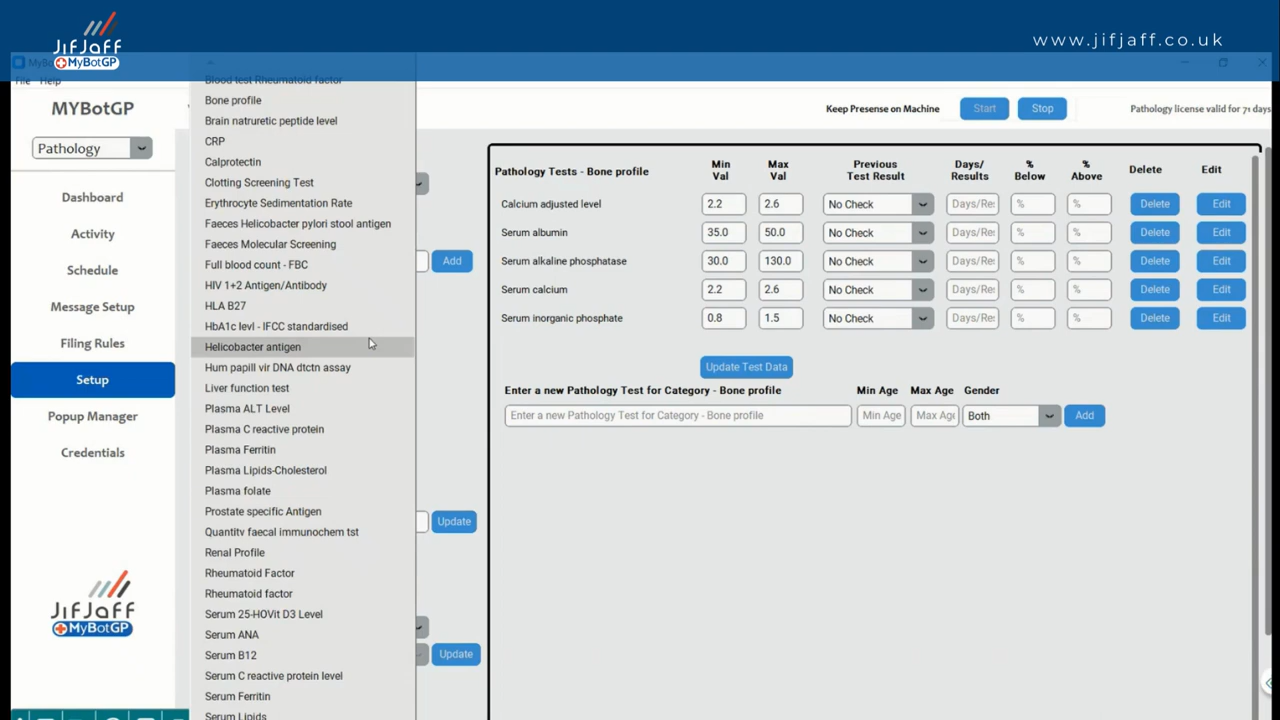 JIFJAFF
MyBotGP
www.jifjaff.co.uk
File Help
MYBotGP
Pathology
Dashboard
Activity
Schedule
Message Setup
Filing Rules
Setup
Popup Manager
Credentials
JIFJAFF
MyBotGP
Blood test Rheumatoid factor
Bone profile
Brain natruretic peptide level
CRP
Calprotectin
Clotting Screening Test
Erythrocyte Sedimentation Rate
Faeces Helicobacter pylori stool antigen
Faeces Molecular Screening
Full blood count - FBC
HIV 1+2 Antigen/Antibody
HLA B27
HbA1c levl - IFCC standardised
Helicobacter antigen
Hum papill vir DNA dtctn assay
Liver function test
Plasma ALT Level
Plasma C reactive protein
Plasma Ferritin
Plasma Lipids-Cholesterol
Plasma folate
Prostate specific Antigen
Quantity faecal immunochem tst
Renal Profile
Rheumatoid Factor
Rheumatoid factor
Serum 25-HOVit D3 Level
Serum ANA
Serum B12
Serum C reactive protein level
Serum Ferritin
Serum Lipids
Add
Update
Update
Keep Presense on Machine Start Stop Pathology license valid for 71 days
Pathology Tests - Bone profile Min Val Max Val Previous Test Result Days/ Results % Below % Above Delete Edit
Calcium adjusted level 2.2 2.6 No Check Days/Re: % % Delete Edit
Serum albumin 35.0 50.0 No Check Days/Re: % % Delete Edit
Serum alkaline phosphatase 30.0 130.0 No Check Days/Re: % % Delete Edit
Serum calcium 2.2 2.6 No Check Days/Re: % % Delete Edit
Serum inorganic phosphate 0.8 1.5 No Check Days/Re: % % Delete Edit
Update Test Data
Enter a new Pathology Test for Category - Bone profile Min Age Max Age Gender
Enter a new Pathology Test for Category - Bone profile Min Age Max Ag Both Add